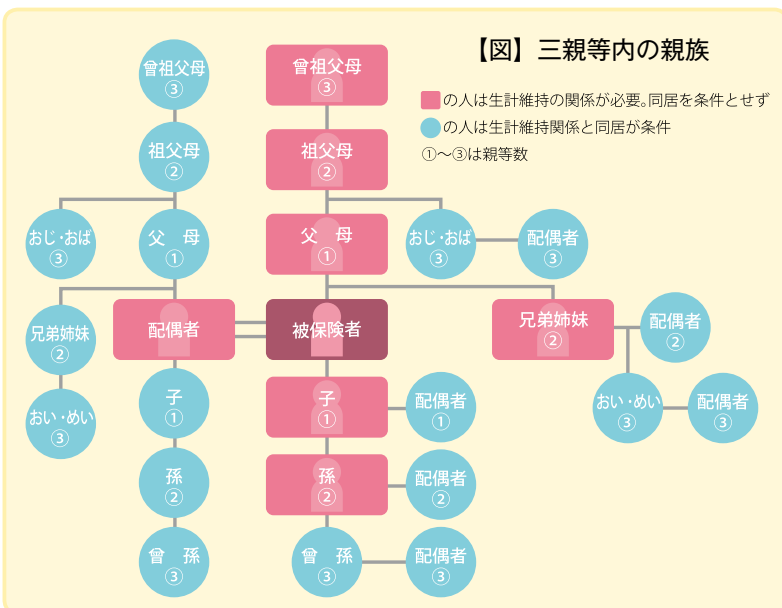 【図】三親等内の親族
の人は生計維持の関係が必要。同居を条件とせず
の人は生計維持関係と同居が条件
①～③は親等数
曾祖父母
③
曾祖父母
③
祖父母
②
祖父母
②
おじ・おば
③
父　母
①
父　母
①
おじ・おば
③
配偶者
③
兄弟姉妹
②
配偶者
被保険者
兄弟姉妹
②
配偶者
②
おい・めい
③
子
①
子
①
配偶者
①
おい・めい
③
配偶者
③
孫
②
孫
②
配偶者
②
曾　孫
③
曾　孫
③
配偶者
③